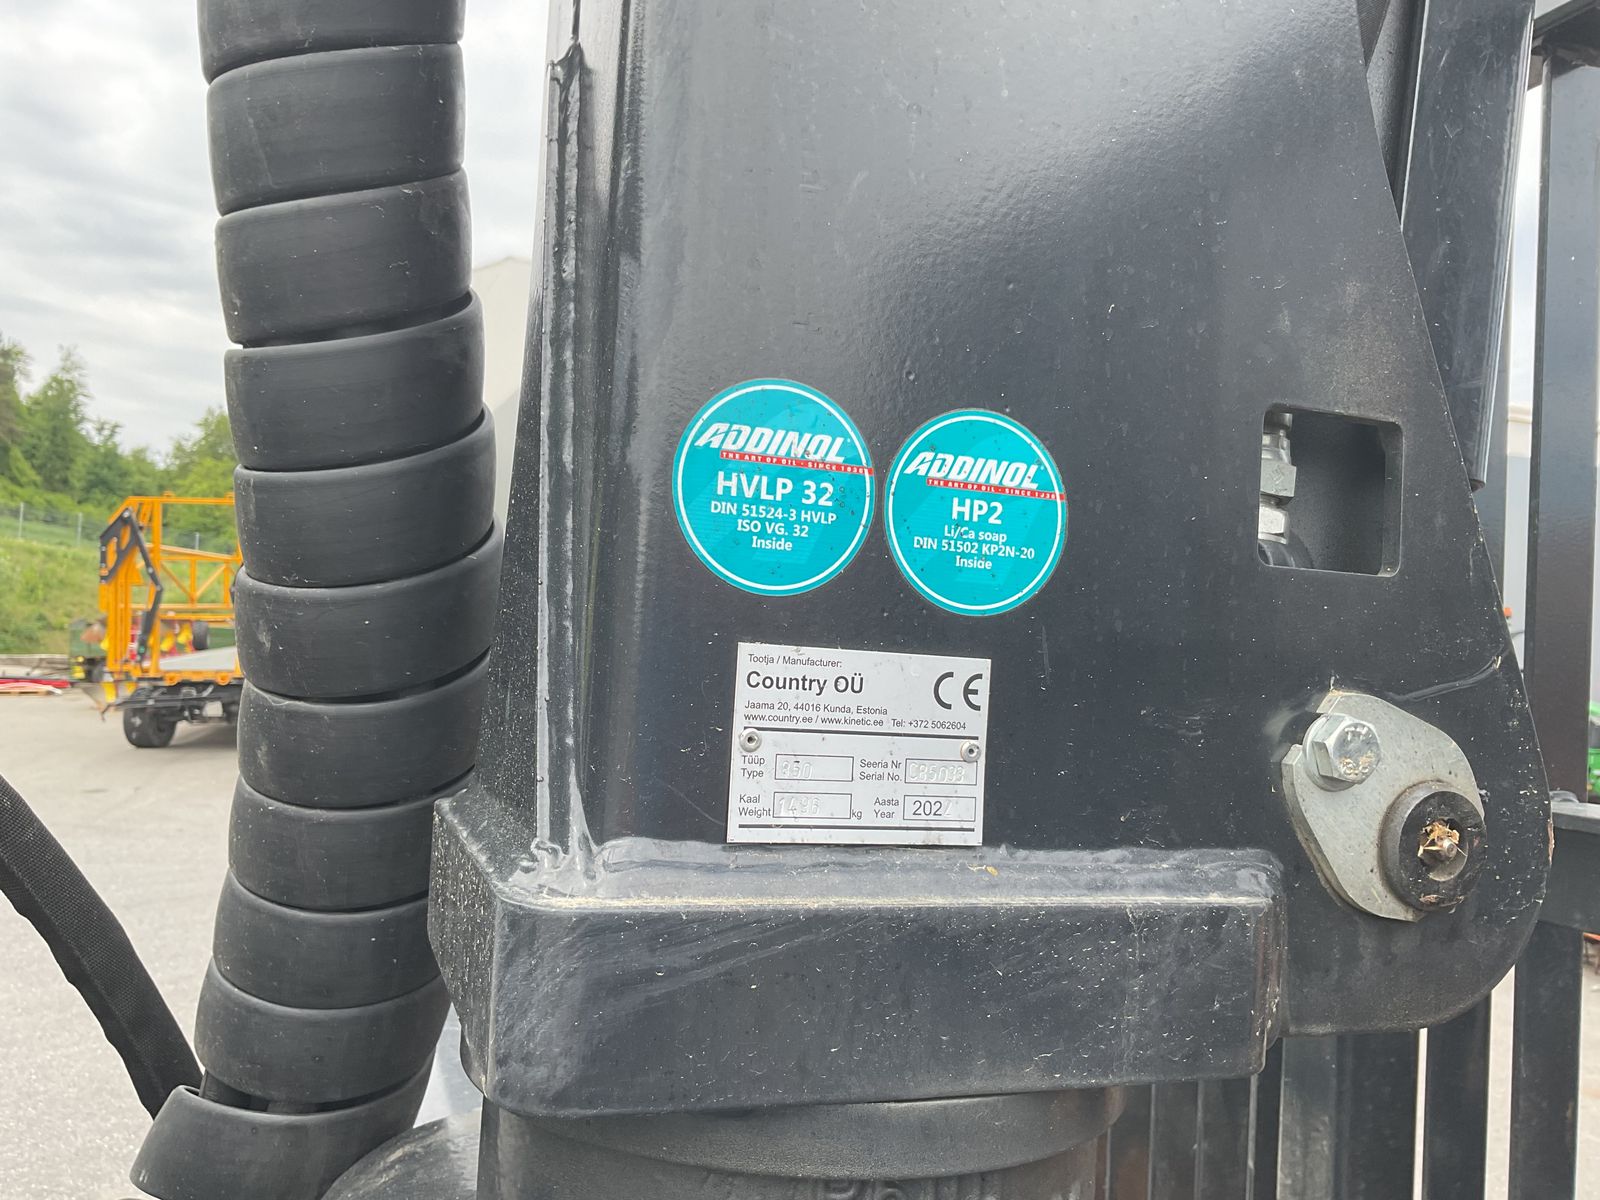 ADDINOL
THE ART OF OIL · SINCE 1936
HVLP 32
DIN 51524-3 HVLP
ISO VG. 32
Inside
ADDINOL
THE ART OF OIL · SINCE 1936
HP2
Li/Ca soap
DIN 51502 KP2N-20
Inside
Tootja / Manufacturer:
Country OÜ
CE
Jaama 20, 44016 Kunda, Estonia
www.country.ee / www.kinetic.ee Tel: +372 5062604
Tüüp
Type
Seeria Nr
Serial No.
Kaal
Weight
1496
kg
Aasta
Year
202